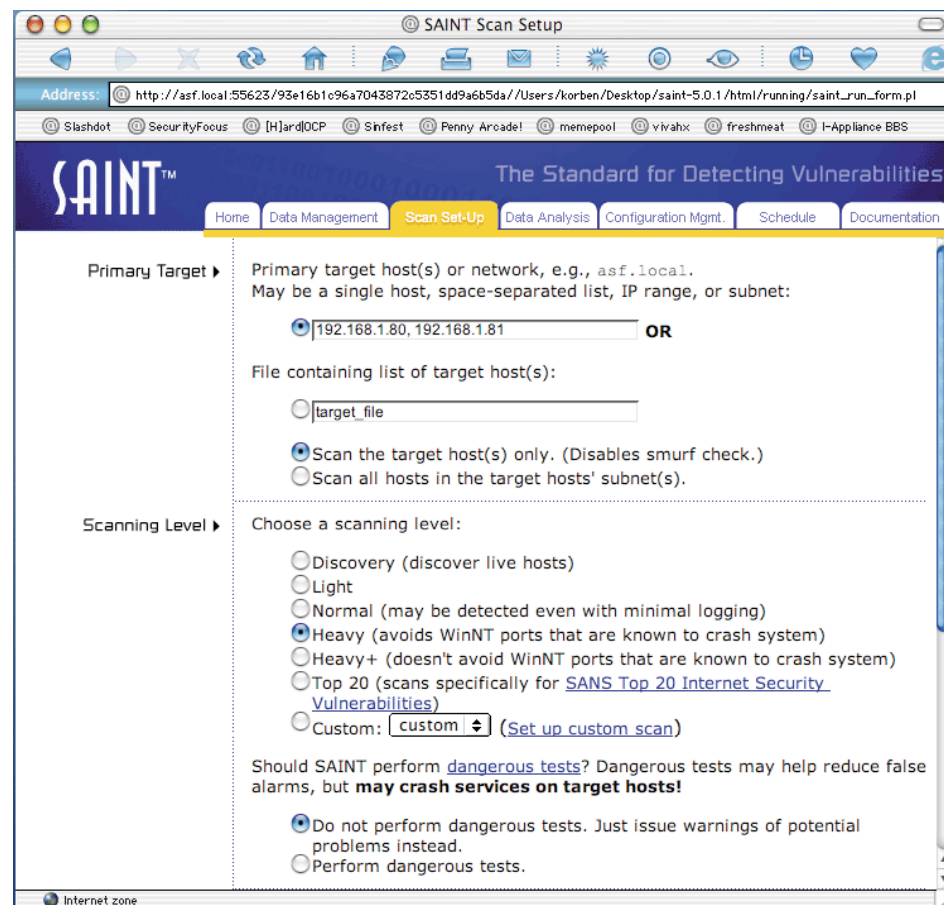 @ SAINT Scan Setup
Address: @ http://asf.local:55623/93e16b1c96a7043872c5351dd9a6b5da//Users/korben/Desktop/saint-5.0.1/html/running/saint_run_form.pl
@ Slashdot @ SecurityFocus @ [H]ard|OCP @ Sinfest @ Penny Arcade! @ memepool @ vivahx @ freshmeat @ I-Appliance BBS
SAINT™
The Standard for Detecting Vulnerabilities
Home Data Management Scan Set-Up Data Analysis Configuration Mgmt. Schedule Documentation
Primary Target
Primary target host(s) or network, e.g., asf.local.
May be a single host, space-separated list, IP range, or subnet:
192.168.1.80, 192.168.1.81 OR
File containing list of target host(s):
target_file
Scan the target host(s) only. (Disables smurf check.)
Scan all hosts in the target hosts' subnet(s).
Scanning Level
Choose a scanning level:
Discovery (discover live hosts)
Light
Normal (may be detected even with minimal logging)
Heavy (avoids WinNT ports that are known to crash system)
Heavy+ (doesn't avoid WinNT ports that are known to crash system)
Top 20 (scans specifically for SANS Top 20 Internet Security
Vulnerabilities)
Custom: custom (Set up custom scan)
Should SAINT perform dangerous tests? Dangerous tests may help reduce false
alarms, but may crash services on target hosts!
Do not perform dangerous tests. Just issue warnings of potential
problems instead.
Perform dangerous tests.
Internet zone